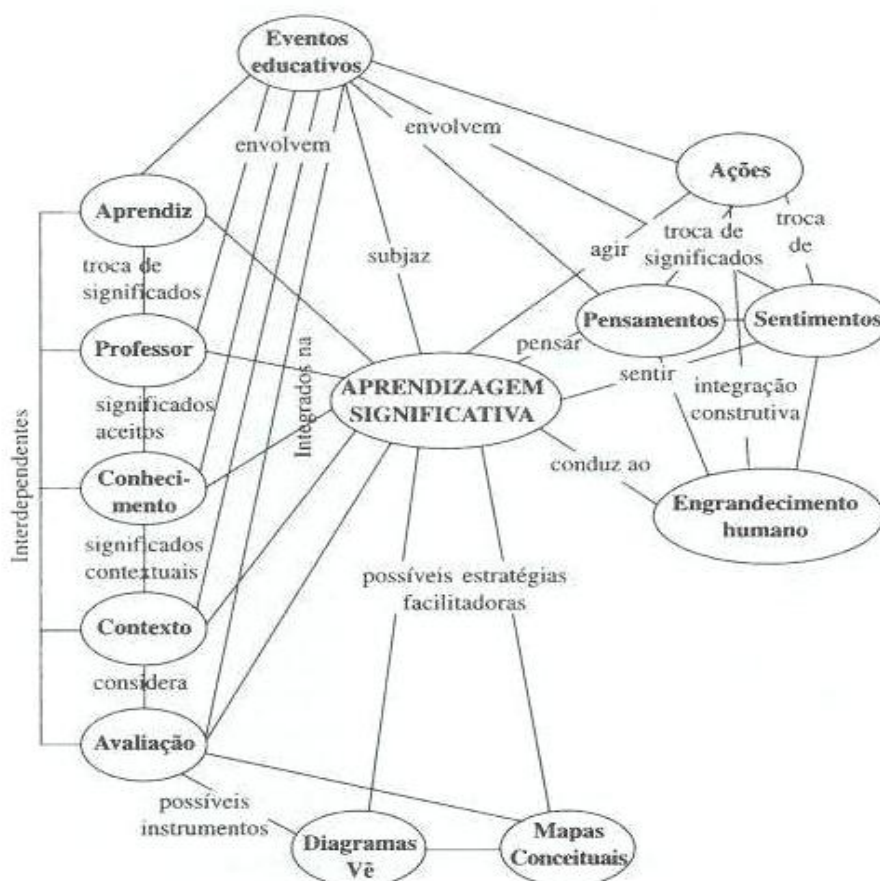 Eventos
educativos
envolvem
envolvem
Ações
Aprendiz
troca de
significados
subjaz
agir
troca de
significados
troca
de
Professor
Integrados na
Pensamentos
Sentimentos
pensar
sentir
APRENDIZAGEM
SIGNIFICATIVA
significados
aceitos
integração
construtiva
Interdependentes
Conheci-
mento
conduz ao
Engrandecimento
humano
significados
contextuais
possíveis estratégias
facilitadoras
Contexto
considera
Avaliação
possíveis
instrumentos
Diagramas
Vê
Mapas
Conceituais